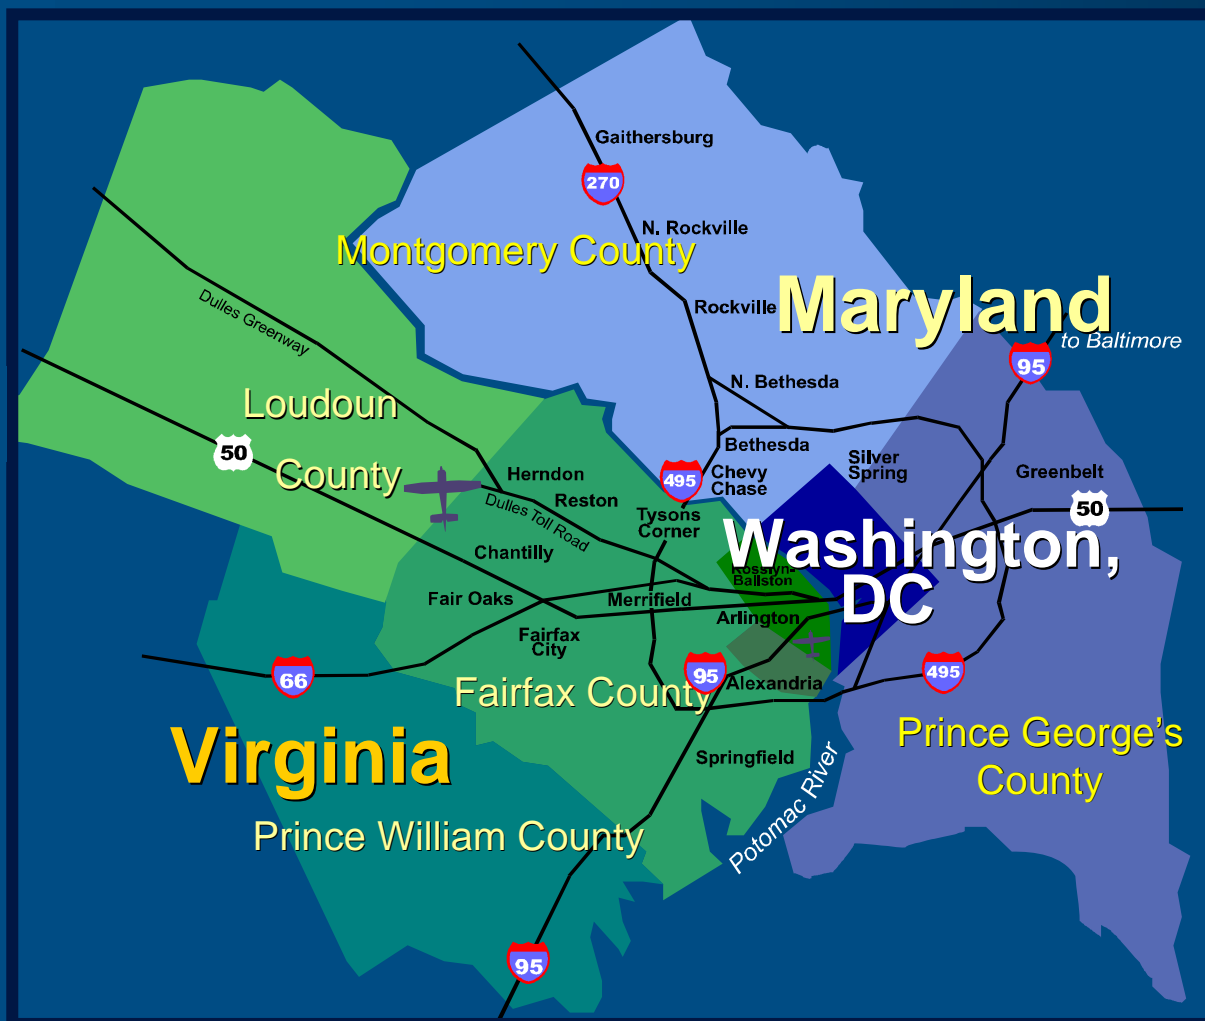 Gaithersburg
270
N. Rockville
Montgomery County
Rockville
Maryland
to Baltimore
95
Dulles Greenway
N. Bethesda
Loudoun
County
50
Bethesda
Chevy
Chase
Silver
Spring
Greenbelt
50
495
Herndon
Reston
Tysons
Corner
Dulles Toll Road
Chantilly
Washington,
DC
Rosslyn-
Ballston
Fair Oaks
Merrifield
Arlington
Fairfax
City
66
95
495
Alexandria
Fairfax County
Virginia
Springfield
Prince George’s
County
Potomac River
Prince William County
95